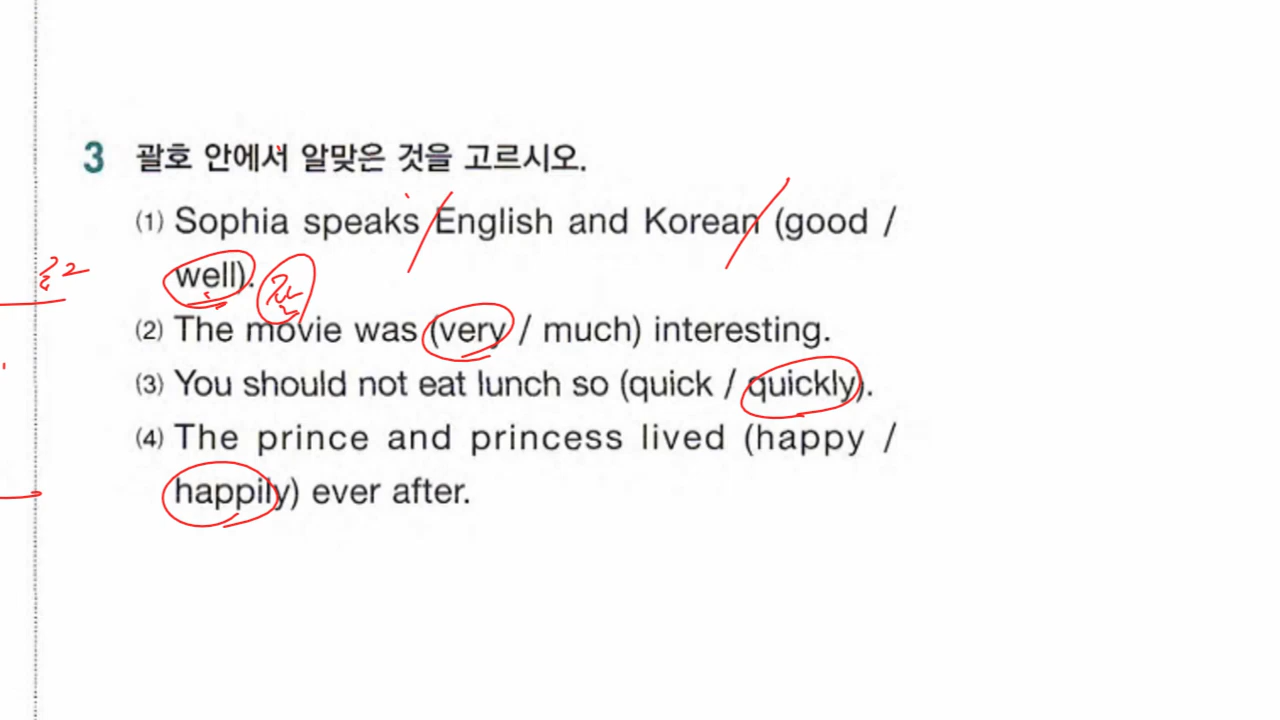 3 괄호 안에서 알맞은 것을 고르시오.
(1) Sophia speaks English and Korean (good /
well). 잘
(2) The movie was (very / much) interesting.
(3) You should not eat lunch so (quick / quickly).
(4) The prince and princess lived (happy /
happily) ever after.